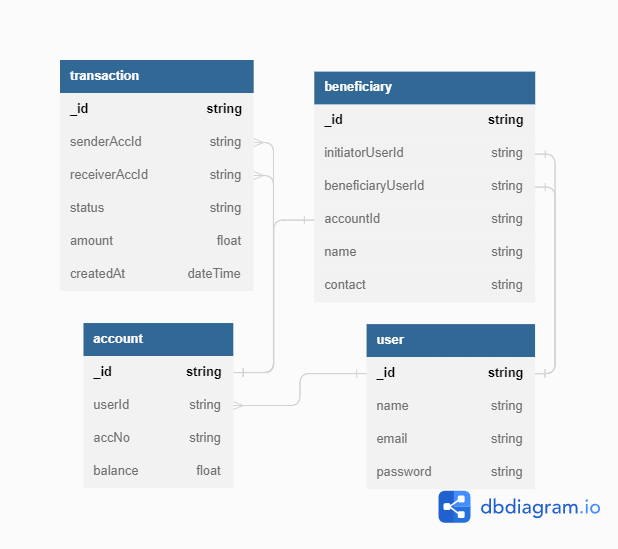 transaction
_id string
senderAccId string
receiverAccId string
status string
amount float
createdAt dateTime
beneficiary
_id string
initiatorUserId string
beneficiaryUserId string
accountId string
name string
contact string
account
_id string
userId string
accNo string
balance float
user
_id string
name string
email string
password string
dbdiagram.io